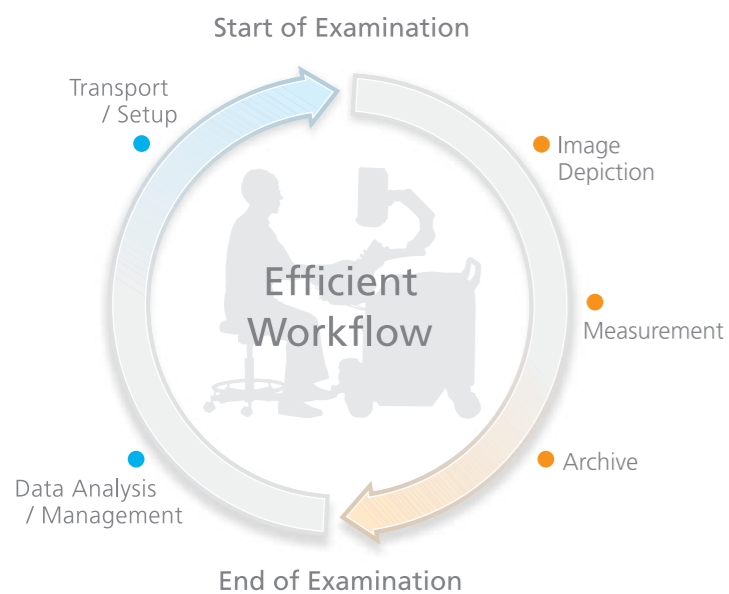 Start of Examination
Transport
/ Setup
Image
Depiction
Efficient
Workflow
Measurement
Archive
Data Analysis
/ Management
End of Examination